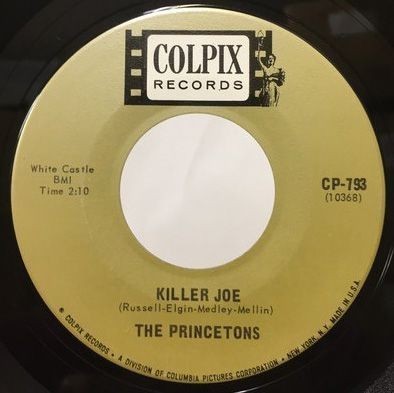 COLPIX
RECORDS
White Castle
BMI
Time 2:10
CP-793
(10368)
KILLER JOE
(Russell-Elgin-Medley-Mellin)
THE PRINCETONS
® COLPIX RECORDS • A DIVISION OF COLUMBIA PICTURES CORPORATION • NEW YORK, N.Y. MADE IN U.S.A.